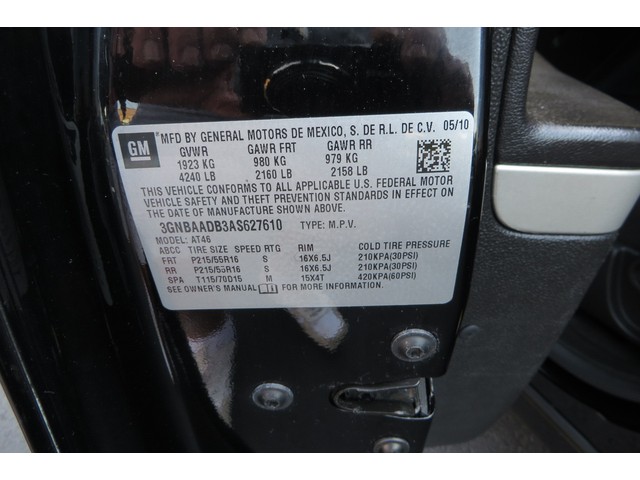 GM
MFD BY GENERAL MOTORS DE MEXICO, S. DE R.L. DE C.V. 05/10
GVWR GAWR FRT GAWR RR
1923 KG 980 KG 979 KG
4240 LB 2160 LB 2158 LB
THIS VEHICLE CONFORMS TO ALL APPLICABLE U.S. FEDERAL MOTOR
VEHICLE SAFETY AND THEFT PREVENTION STANDARDS IN EFFECT ON
THE DATE OF MANUFACTURE SHOWN ABOVE.
3GNBAADB3AS627610 TYPE: M.P.V.
MODEL: AT46
ABCC TIRE SIZE SPEED RTG RIM COLD TIRE PRESSURE
FRT P215/55R16 S 16X6.5J 210KPA(30PSI)
RR P215/55R16 S 16X6.5J 210KPA(30PSI)
SPA T115/70D15 M 15X4T 420KPA(60PSI)
SEE OWNER'S MANUAL FOR MORE INFORMATION.